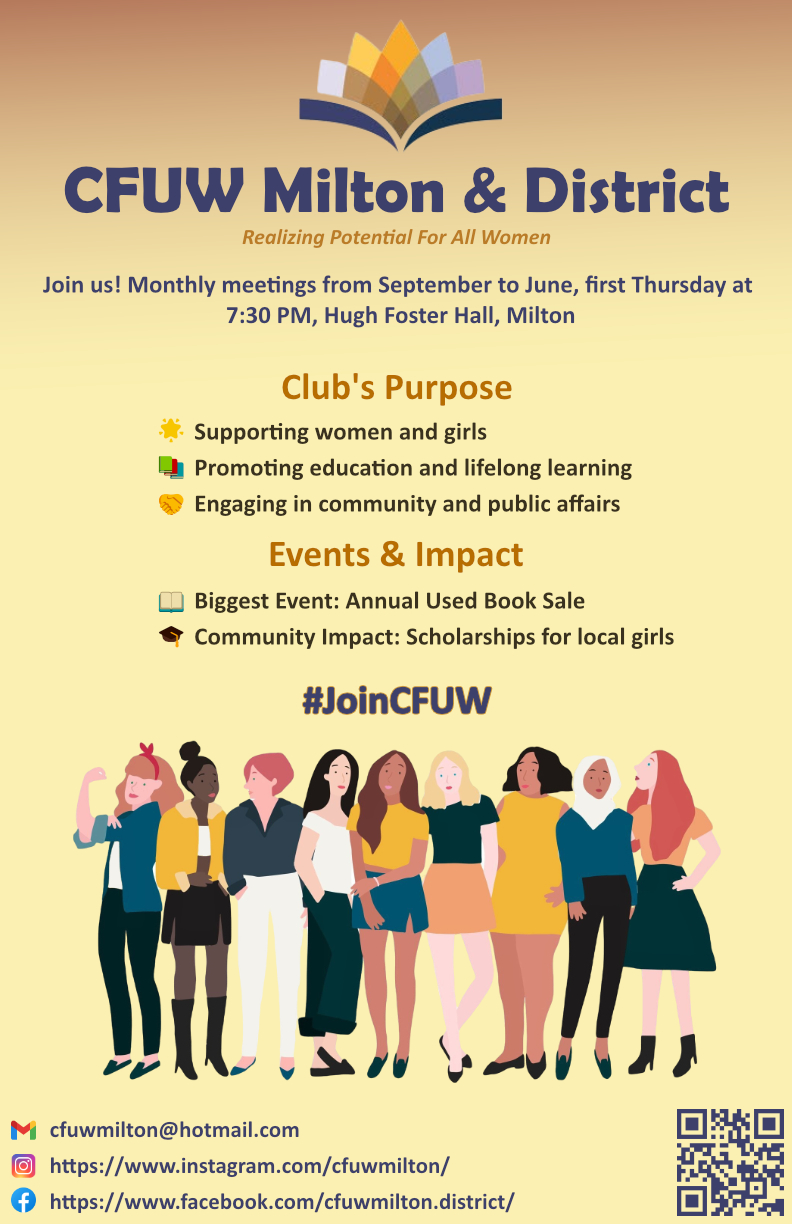 CFUW Milton & District
Realizing Potential For All Women
Join us! Monthly meetings from September to June, first Thursday at
7:30 PM, Hugh Foster Hall, Milton
Club's Purpose
Supporting women and girls
Promoting education and lifelong learning
Engaging in community and public affairs
Events & Impact
Biggest Event: Annual Used Book Sale
Community Impact: Scholarships for local girls
#JoinCFUW
cfuwmilton@hotmail.com
https://www.instagram.com/cfuwmilton/
https://www.facebook.com/cfuwmilton.district/